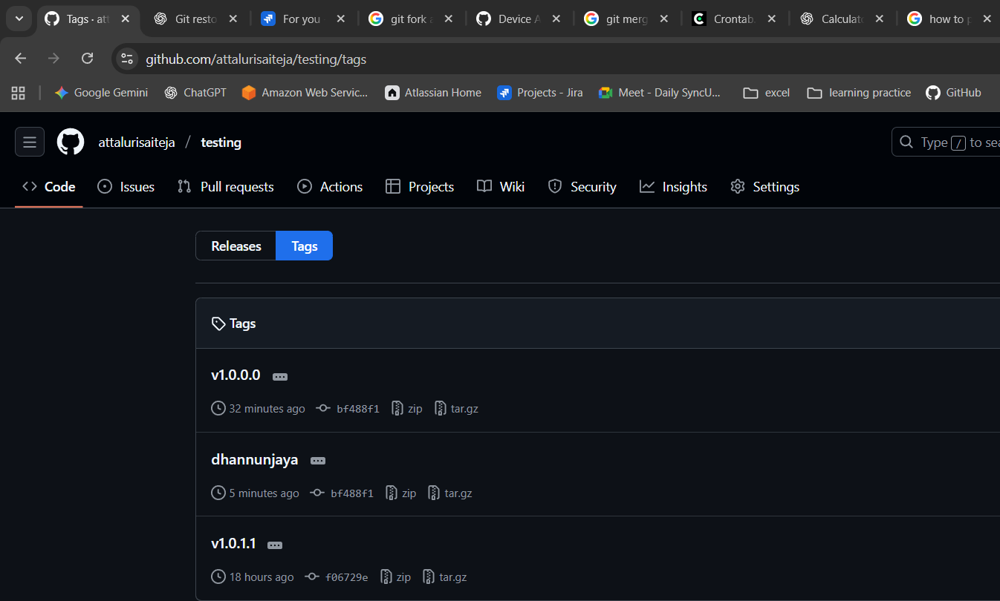 Tags · att Git resto For you git fork a Device A git merg Crontab. Calculato how to p
github.com/attalurisaiteja/testing/tags
Google Gemini ChatGPT Amazon Web Servic... Atlassian Home Projects - Jira Meet - Daily SyncU... excel learning practice GitHub
attalurisaiteja / testing Type / to sea
Code Issues Pull requests Actions Projects Wiki Security Insights Settings
Releases Tags
Tags
v1.0.0.0 ...
32 minutes ago bf488f1 zip tar.gz
dhannunjaya ...
5 minutes ago bf488f1 zip tar.gz
v1.0.1.1 ...
18 hours ago f06729e zip tar.gz